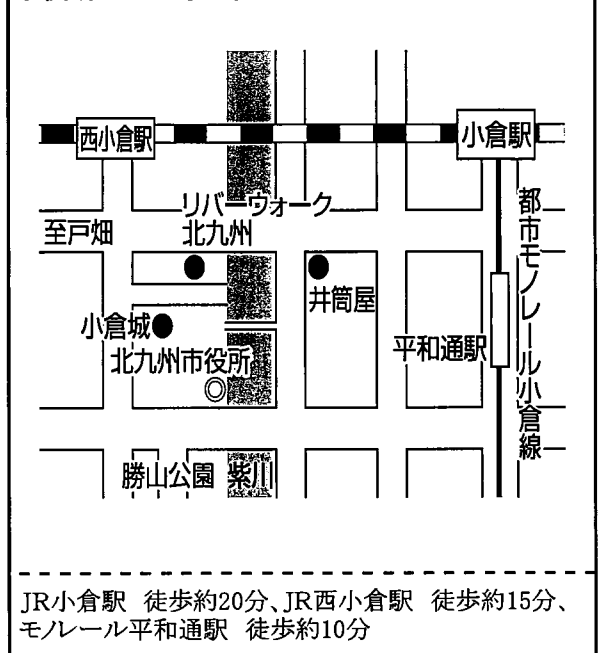 西小倉駅
小倉駅
リバーウォーク
北九州
至戸畑
井筒屋
小倉城
北九州市役所
平和通駅
都市モノレール小倉線
勝山公園
紫川
JR小倉駅 徒歩約20分、JR西小倉駅 徒歩約15分、
モノレール平和通駅 徒歩約10分